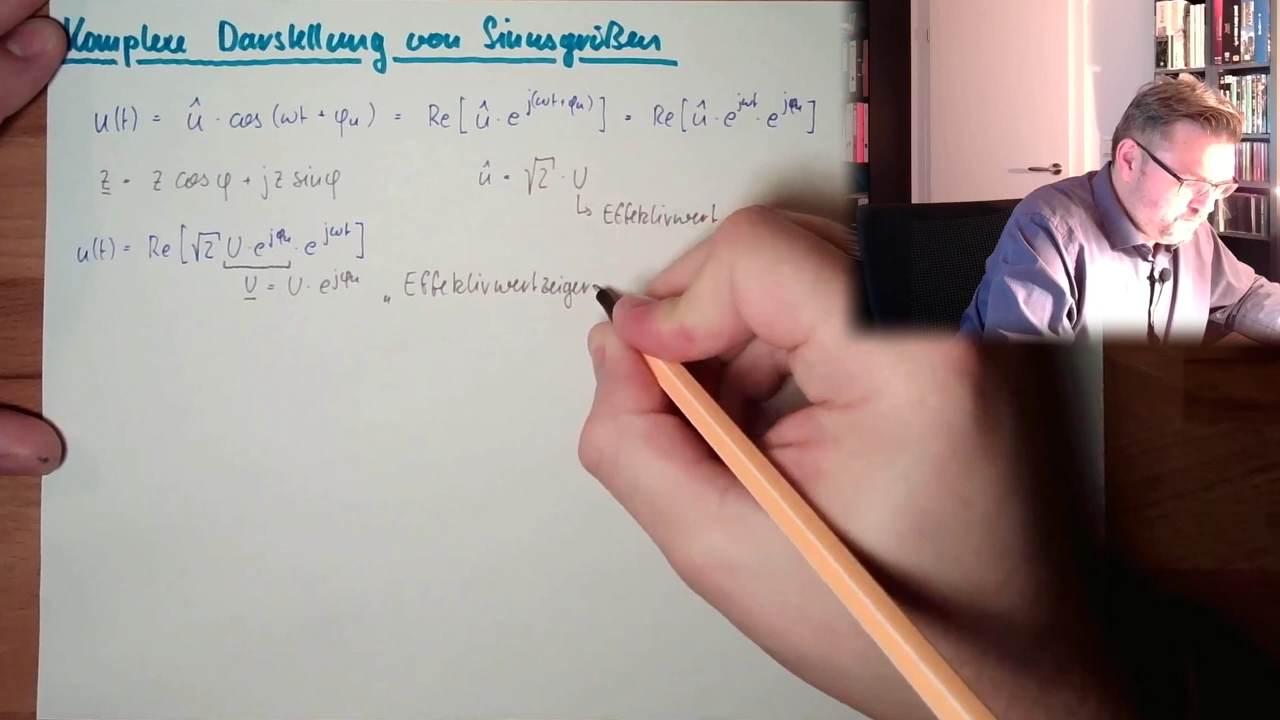 Komplexe Darstellung von Sinusgrößen
u(t) = û · cos (ωt + φu) = Re [ û · e^j(ωt+φu) ] = Re [ û · e^jωt · e^jφu ]
z = z cos φ + j z sin φ
û = √2 · U
↳ Effektivwert
u(t) = Re [ √2 U · e^jφu · e^jωt ]
U = U · e^jφu „ Effektivwertzeiger